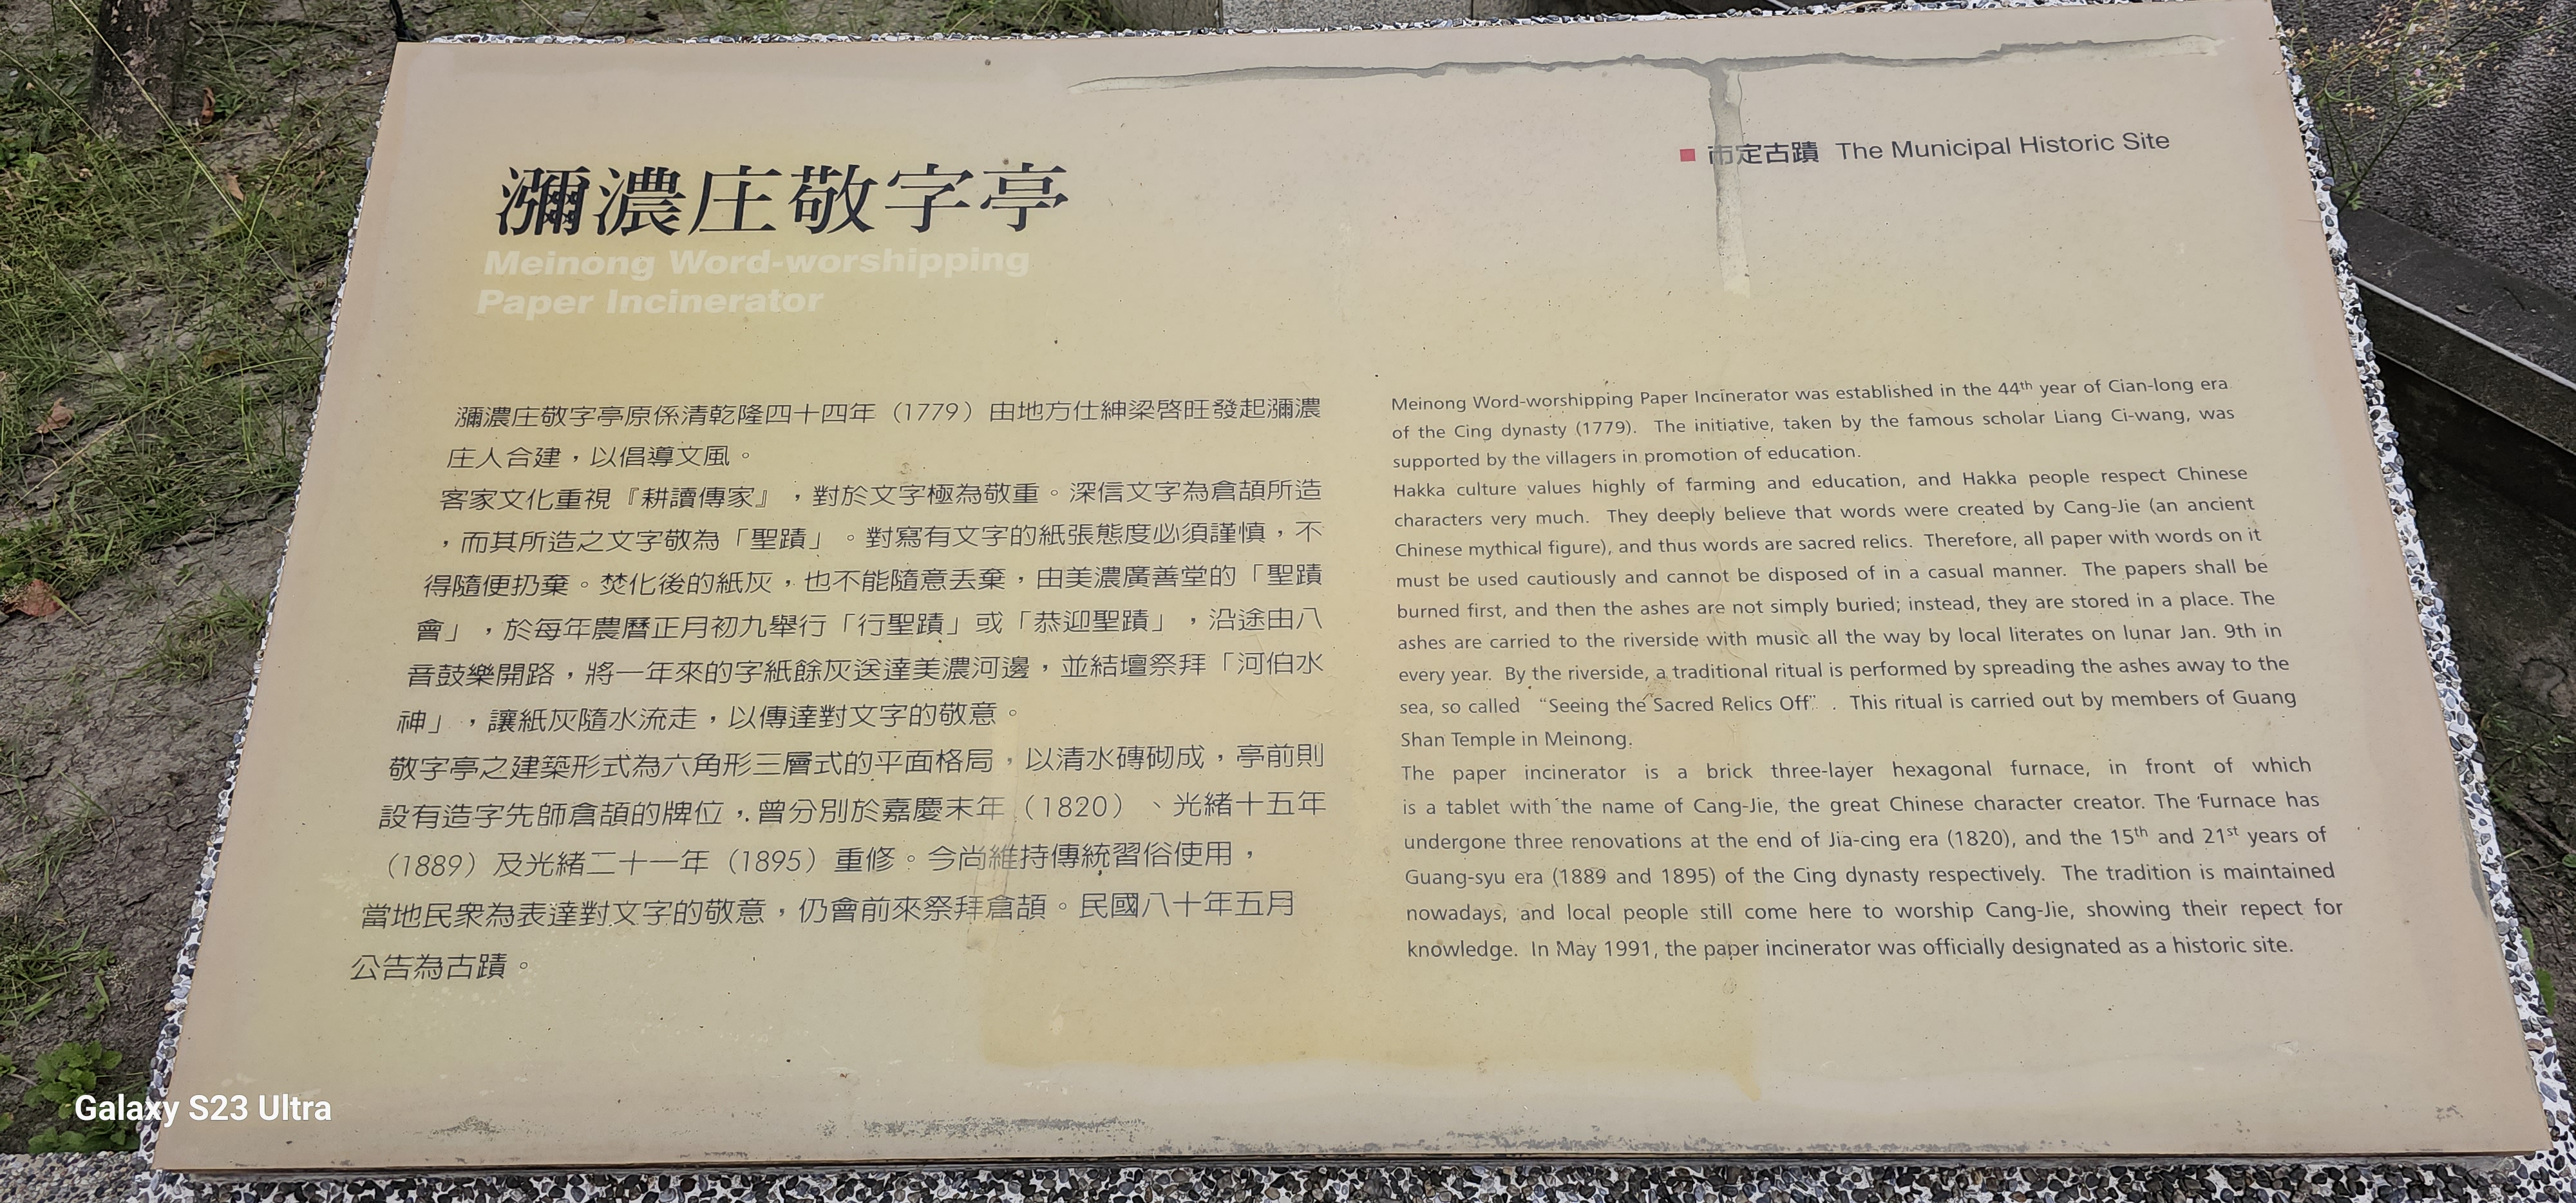 瀰濃庄敬字亭
Meinong Word-worshipping
Paper Incinerator
市定古蹟 The Municipal Historic Site
瀰濃庄敬字亭原係清乾隆四十四年（1779）由地方仕紳梁啓旺發起瀰濃
庄人合建，以倡導文風。
客家文化重視『耕讀傳家』，對於文字極為敬重。深信文字為倉頡所造
，而其所造之文字敬為「聖蹟」。對寫有文字的紙張態度必須謹慎，不
得隨便扔棄。焚化後的紙灰，也不能隨意丟棄，由美濃廣善堂的「聖蹟
會」，於每年農曆正月初九舉行「行聖蹟」或「恭迎聖蹟」，沿途由八
音鼓樂開路，將一年來的字紙餘灰送達美濃河邊，並結壇祭拜「河伯水
神」，讓紙灰隨水流走，以傳達對文字的敬意。
敬字亭之建築形式為六角形三層式的平面格局，以清水磚砌成，亭前則
設有造字先師倉頡的牌位，曾分別於嘉慶末年（1820）、光緒十五年
（1889）及光緒二十一年（1895）重修。今尚維持傳統習俗使用，
當地民衆為表達對文字的敬意，仍會前來祭拜倉頡。民國八十年五月
公告為古蹟。
Meinong Word-worshipping Paper Incinerator was established in the 44th year of Cian-long era
of the Cing dynasty (1779). The initiative, taken by the famous scholar Liang Ci-wang, was
supported by the villagers in promotion of education.
Hakka culture values highly of farming and education, and Hakka people respect Chinese
characters very much. They deeply believe that words were created by Cang-Jie (an ancient
Chinese mythical figure), and thus words are sacred relics. Therefore, all paper with words on it
must be used cautiously and cannot be disposed of in a casual manner. The papers shall be
burned first, and then the ashes are not simply buried; instead, they are stored in a place. The
ashes are carried to the riverside with music all the way by local literates on lunar Jan. 9th in
every year. By the riverside, a traditional ritual is performed by spreading the ashes away to the
sea, so called “Seeing the Sacred Relics Off”. This ritual is carried out by members of Guang
Shan Temple in Meinong.
The paper incinerator is a brick three-layer hexagonal furnace, in front of which
is a tablet with the name of Cang-Jie, the great Chinese character creator. The Furnace has
undergone three renovations at the end of Jia-cing era (1820), and the 15th and 21st years of
Guang-syu era (1889 and 1895) of the Cing dynasty respectively. The tradition is maintained
nowadays, and local people still come here to worship Cang-Jie, showing their repect for
knowledge. In May 1991, the paper incinerator was officially designated as a historic site.
Galaxy S23 Ultra